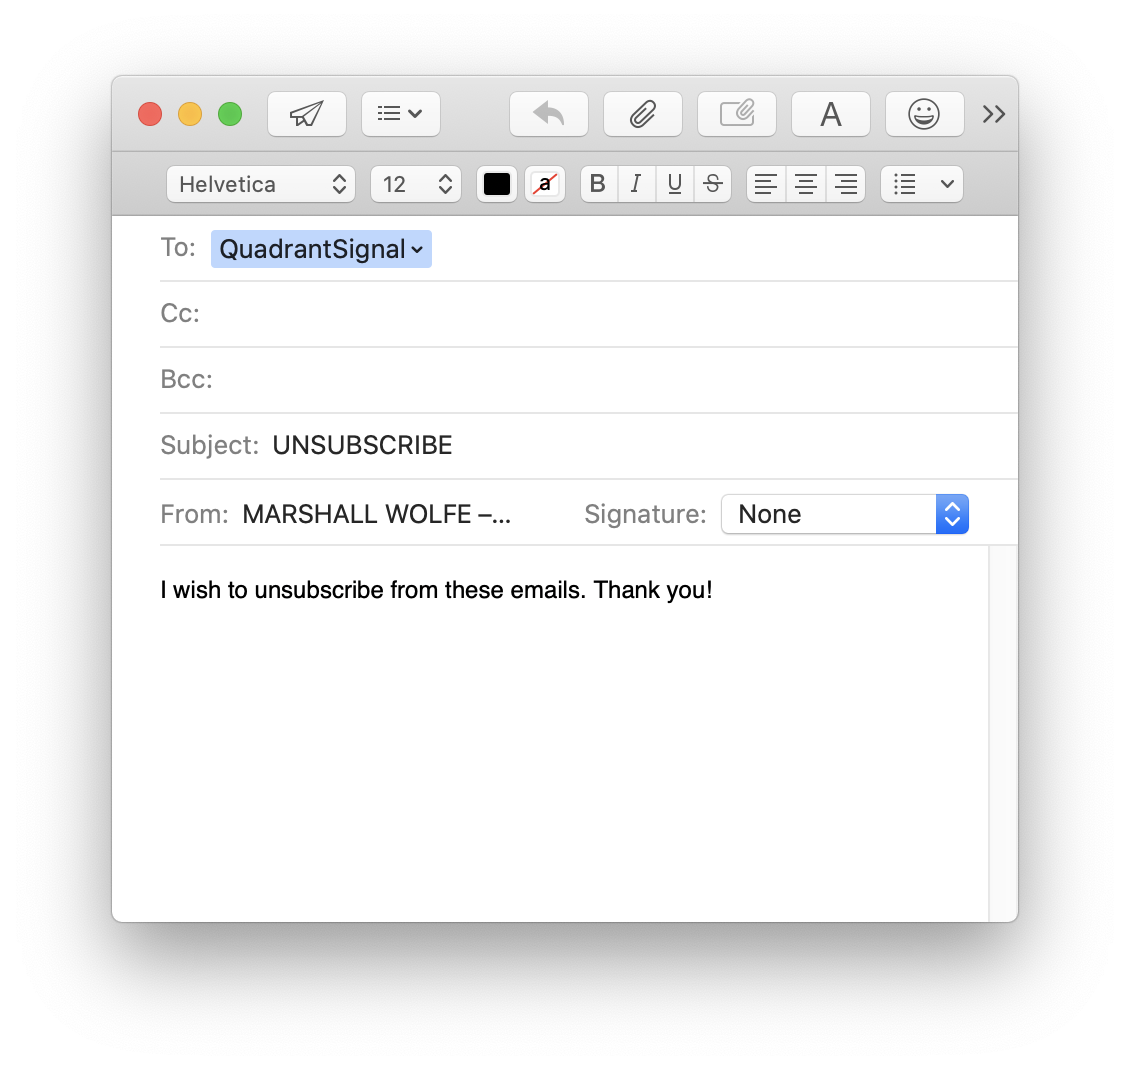 A
Helvetica 12 a B I U S
To: QuadrantSignal
Cc:
Bcc:
Subject: UNSUBSCRIBE
From: MARSHALL WOLFE –... Signature: None
I wish to unsubscribe from these emails. Thank you!